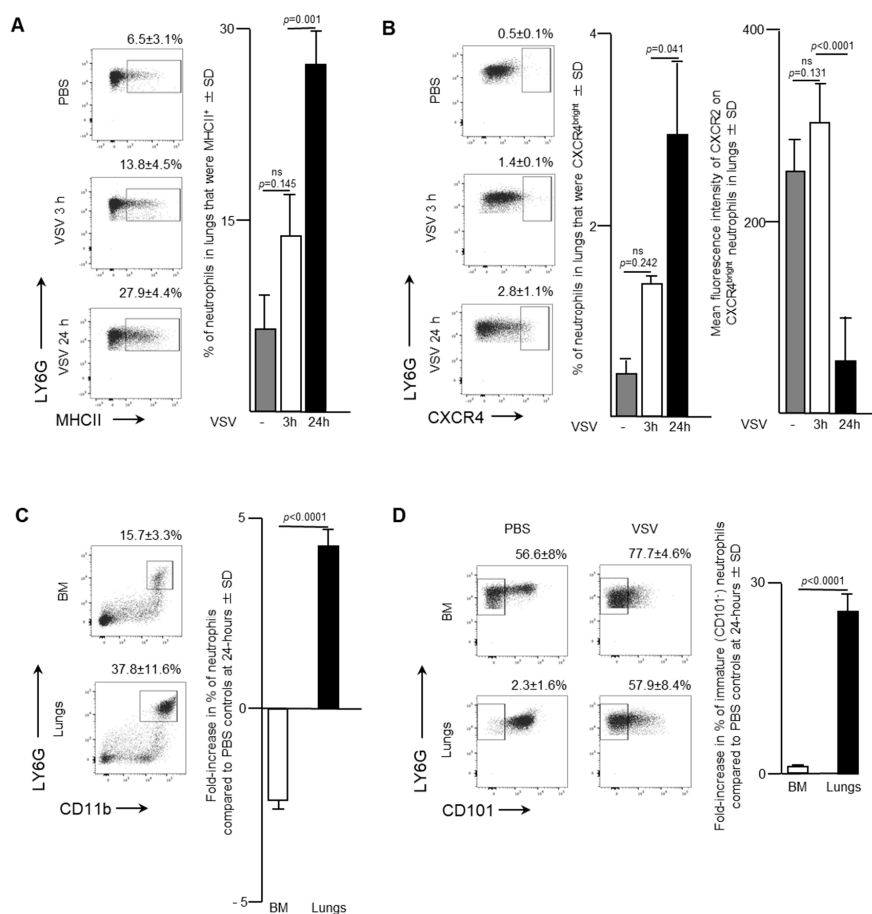 A
6.5±3.1%
PBS
13.8±4.5%
VSV 3 h
27.9±4.4%
VSV 24 h
LY6G
MHCII
% of neutrophils in lungs that were MHCII+ ± SD
30
15
p=0.001
ns
p=0.145
VSV
-
3h
24h
B
0.5±0.1%
PBS
1.4±0.1%
VSV 3 h
2.8±1.1%
VSV 24 h
LY6G
CXCR4
% of neutrophils in lungs that were CXCR4bright ± SD
4
2
p=0.041
ns
p=0.242
VSV
-
3h
24h
Mean fluorescence intensity of CXCR2 on
CXCR4bright neutrophils in lungs ± SD
400
200
p<0.0001
ns
p=0.131
VSV
-
3h
24h
C
15.7±3.3%
BM
37.8±11.6%
Lungs
LY6G
CD11b
Fold-increase in % of neutrophils
compared to PBS controls at 24-hours ± SD
5
0
- 5
p<0.0001
BM
Lungs
D
PBS
VSV
56.6±8%
77.7±4.6%
BM
2.3±1.6%
57.9±8.4%
Lungs
LY6G
CD101
Fold-increase in % of immature (CD101-) neutrophils
compared to PBS controls at 24-hours ± SD
30
0
p<0.0001
BM
Lungs